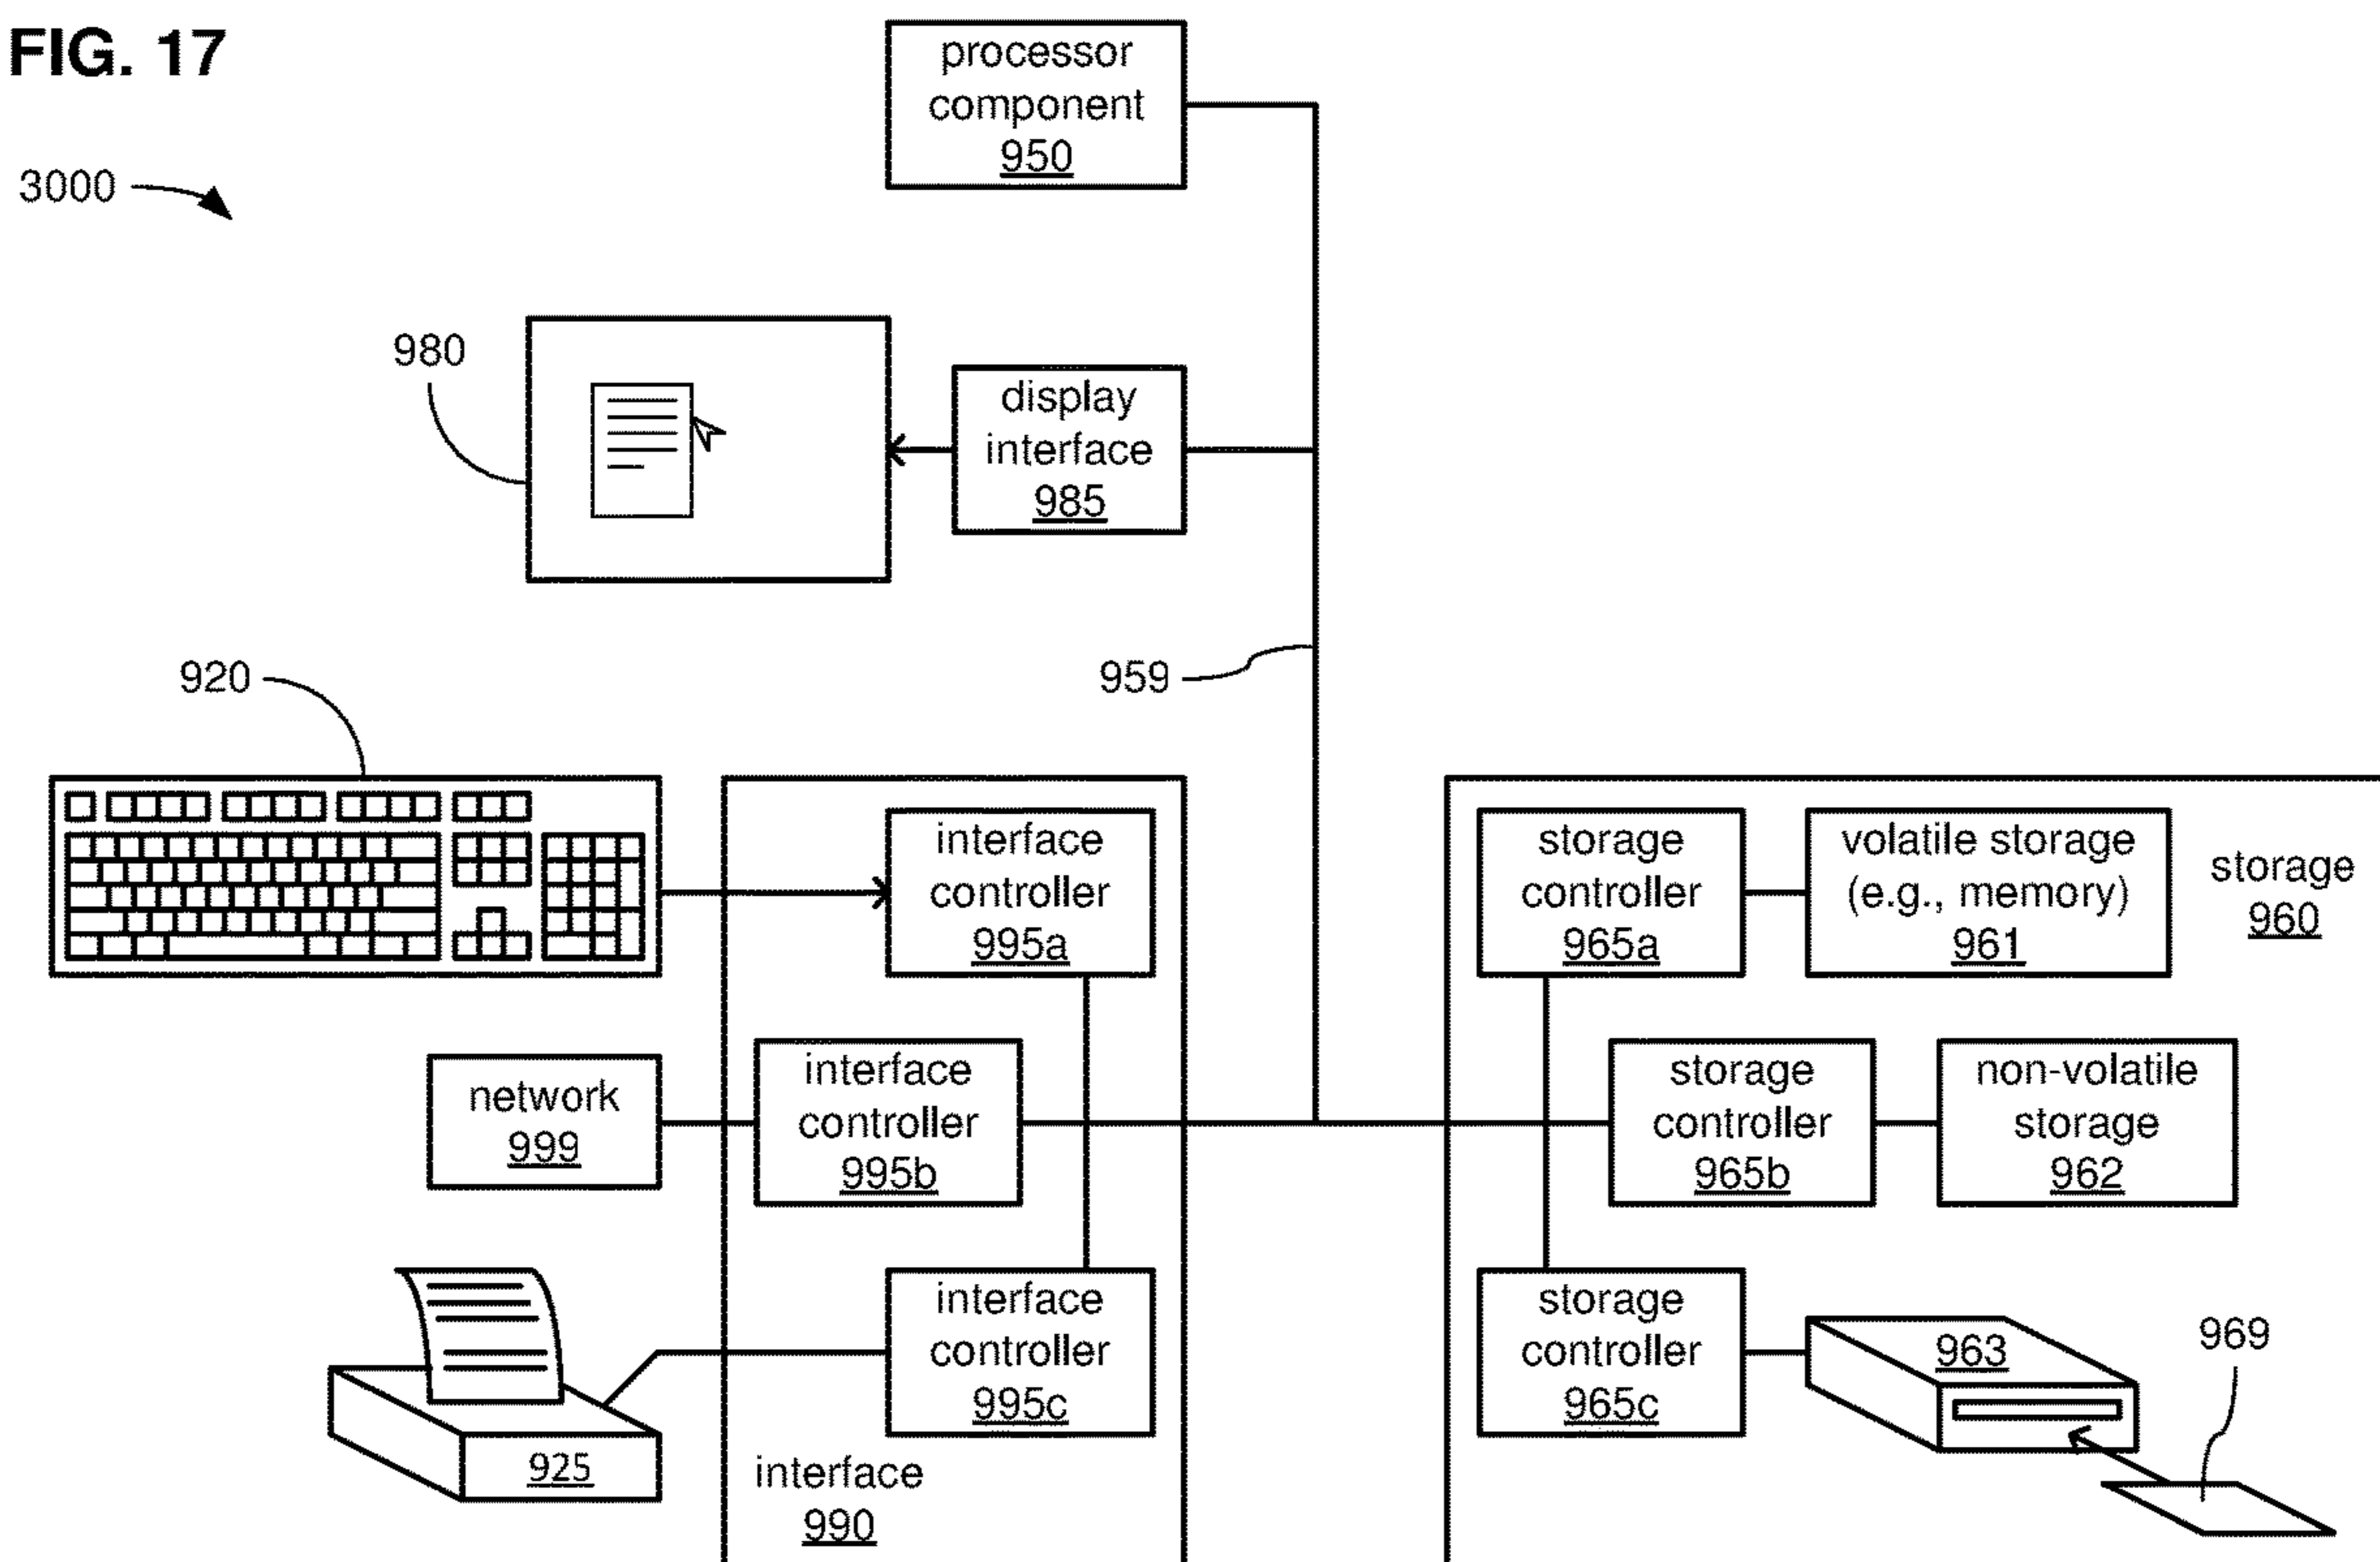 FIG. 17
processor
component
950
3000
980
display
interface
985
920
959
interface
controller
995a
storage
controller
965a
volatile storage
(e.g., memory)
961
storage
960
network
999
interface
controller
995b
storage
controller
965b
non-volatile
storage
962
925
interface
controller
995c
interface
990
storage
controller
965c
963
969